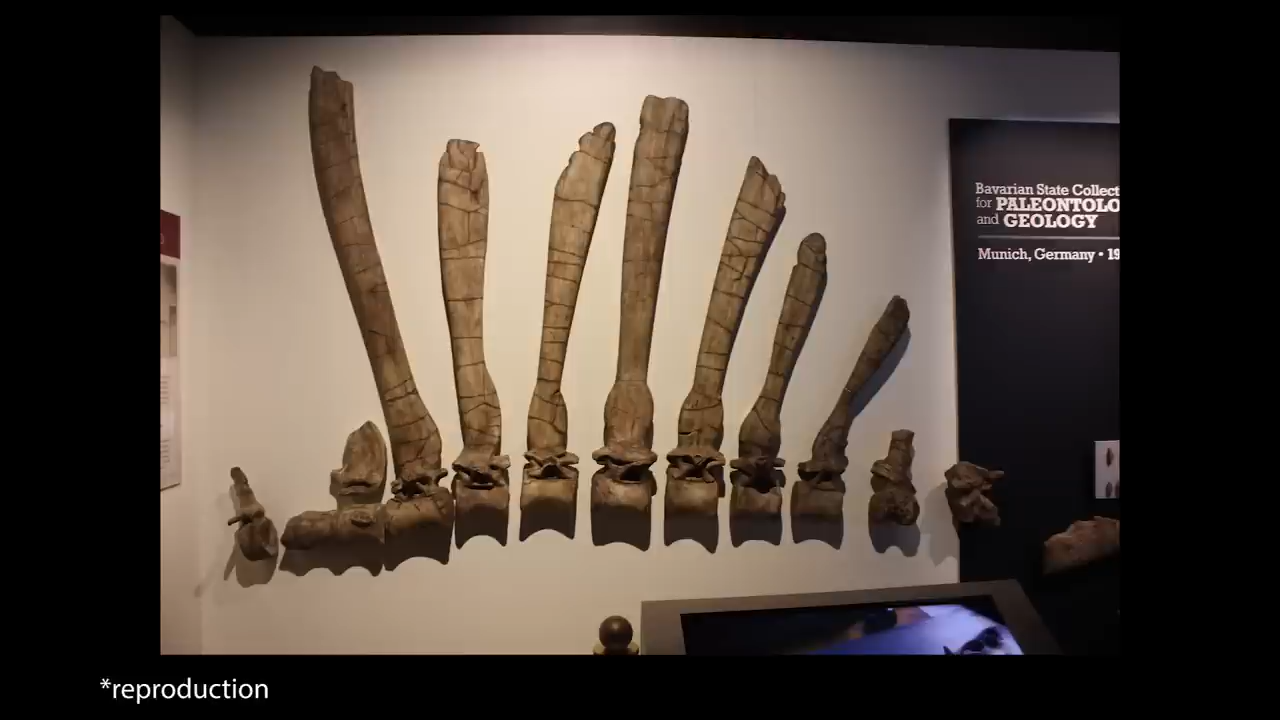 Bavarian State Collect
for PALEONTOLO
and GEOLOGY
Munich, Germany • 19
*reproduction